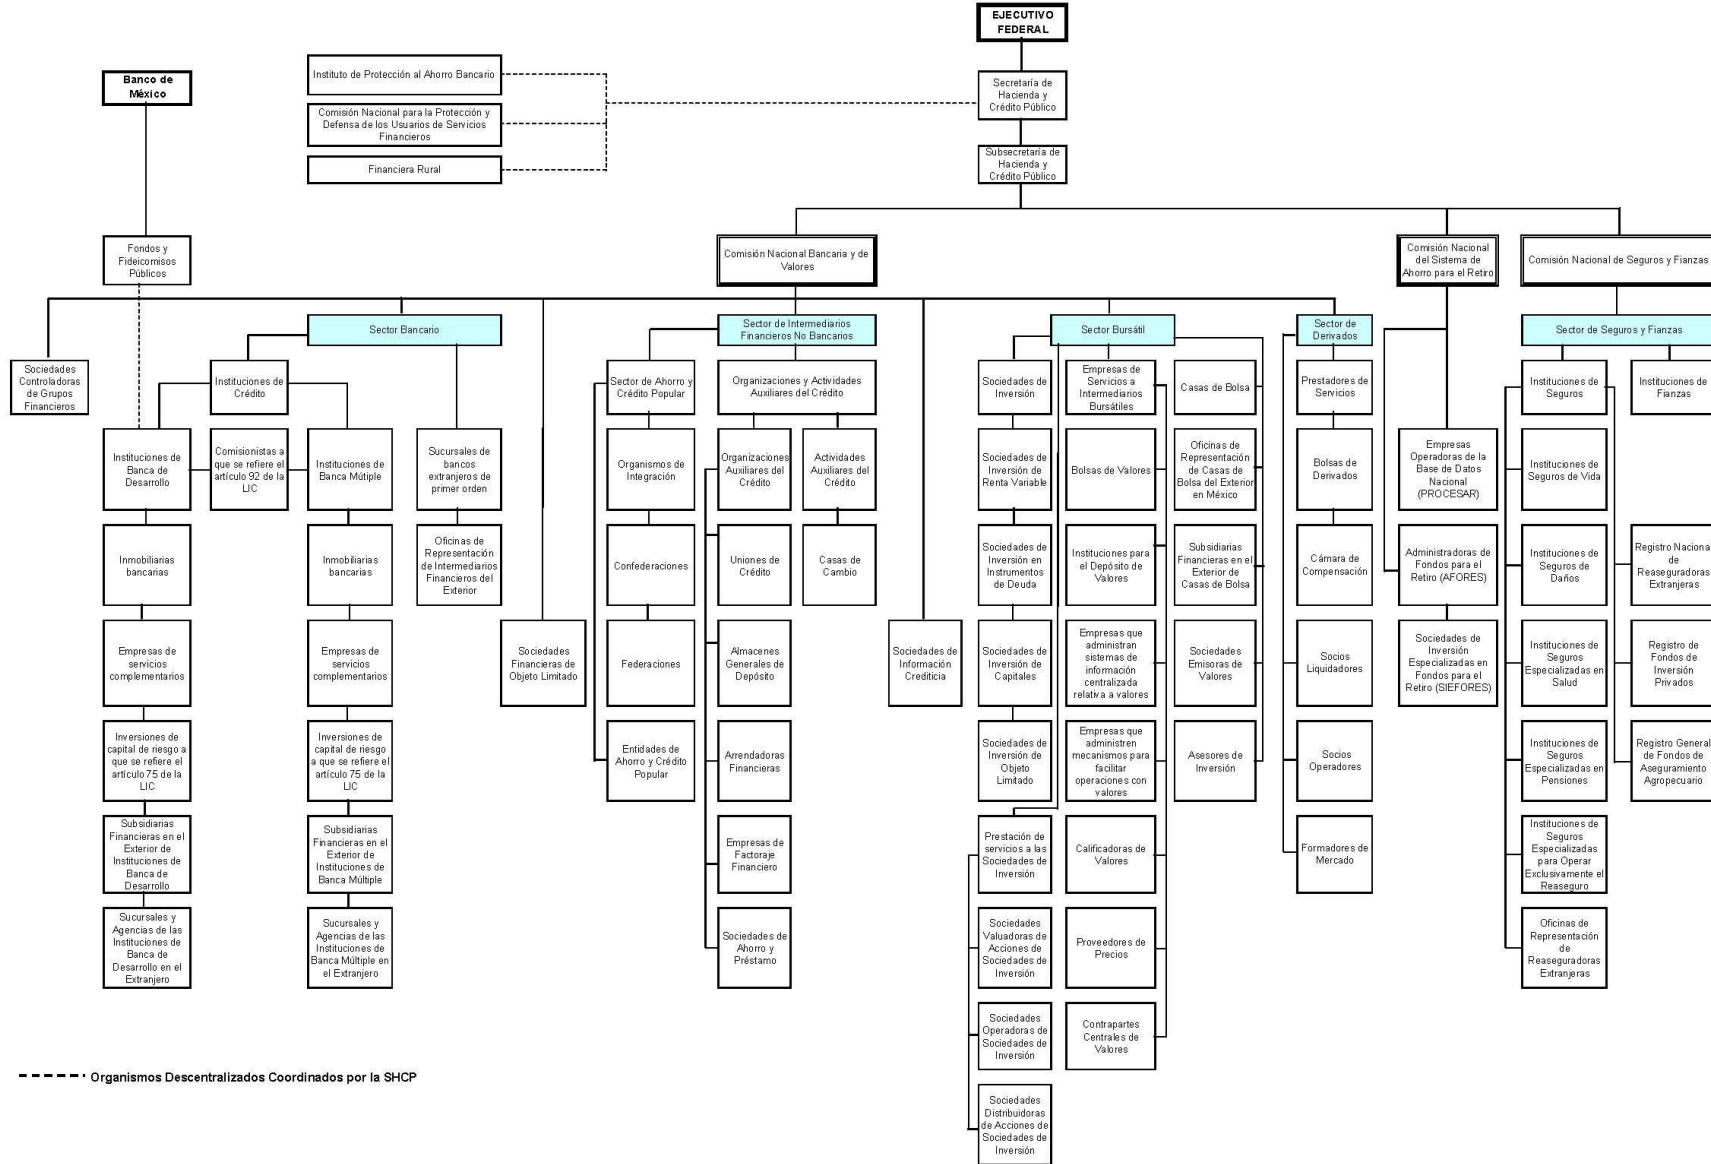 EJECUTIVO
FEDERAL
Banco de
México
Instituto de Protección al Ahorro Bancario
Comisión Nacional para la Protección y
Defensa de los Usuarios de Servicios
Financieros
Financiera Rural
Secretaría de
Hacienda y
Crédito Público
Subsecretaría de
Hacienda y
Crédito Público
Fondos y
Fideicomisos
Públicos
Comisión Nacional Bancaria y de
Valores
Comisión Nacional
del Sistema de
Ahorro para el Retiro
Comisión Nacional de Seguros y Fianzas
Sector Bancario
Sector de Intermediarios
Financieros No Bancarios
Sector Bursátil
Sector de
Derivados
Sector de Seguros y Fianzas
Sociedades
Controladoras
de Grupos
Financieros
Instituciones de
Crédito
Sector de Ahorro y
Crédito Popular
Organizaciones y Actividades
Auxiliares del Crédito
Sociedades de
Inversión
Empresas de
Servicios a
Intermediarios
Bursátiles
Casas de Bolsa
Prestadores de
Servicios
Instituciones de
Seguros
Instituciones de
Fianzas
Instituciones de
Banca de
Desarrollo
Comisionistas a
que se refiere el
artículo 92 de la
LIC
Instituciones de
Banca Mútiple
Sucursales de
bancos
extranjeros de
primer orden
Organismos de
Integración
Organizaciones
Auxiliares del
Crédito
Actividades
Auxiliares del
Crédito
Sociedades de
Inversión de
Renta Variable
Bolsas de Valores
Oficinas de
Representación
de Casas de
Bolsa del Exterior
en México
Bolsas de
Derivados
Empresas
Operadoras de la
Base de Datos
Nacional
(PROCESAR)
Instituciones de
Seguros de Vida
Inmobiliarias
bancarias
Inmobiliarias
bancarias
Oficinas de
Representación
de Intermediarios
Financieros del
Exterior
Confederaciones
Uniones de
Crédito
Casas de
Cambio
Sociedades de
Inversión en
Instrumentos
de Deuda
Instituciones para
el Depósito de
Valores
Subsidiarias
Financieras en el
Exterior de
Casas de Bolsa
Cámara de
Compensación
Administradoras de
Fondos para el
Retiro (AFORES)
Instituciones de
Seguros de
Daños
Registro Nacional
de
Reaseguradoras
Extranjeras
Empresas de
servicios
complementarios
Empresas de
servicios
complementarios
Sociedades
Financieras de
Objeto Limitado
Federaciones
Almacenes
Generales de
Depósito
Sociedades de
Información
Crediticia
Sociedades de
Inversión de
Capitales
Empresas que
administran
sistemas de
información
centralizada
relativa a valores
Sociedades
Emisoras de
Valores
Socios
Liquidadores
Sociedades de
Inversión
Especializadas en
Fondos para el
Retiro (SIEFORES)
Instituciones de
Seguros
Especializadas en
Salud
Registro de
Fondos de
Inversión
Privados
Inversiones de
capital de riesgo a
que se refiere el
artículo 75 de la
LIC
Inversiones de
capital de riesgo
a que se refiere el
artículo 75 de la
LIC
Entidades de
Ahorro y Crédito
Popular
Arrendadoras
Financieras
Sociedades de
Inversión de
Objeto
Limitado
Empresas que
administren
mecanismos para
facilitar
operaciones con
valores
Asesores de
Inversión
Socios
Operadores
Instituciones de
Seguros
Especializadas en
Pensiones
Registro General
de Fondos de
Aseguramiento
Agropecuario
Subsidiarias
Financieras en el
Exterior de
Instituciones de
Banca de
Desarrollo
Subsidiarias
Financieras en
el Exterior de
Instituciones de
Banca Múltiple
Empresas de
Factoraje
Financiero
Prestación de
servicios a las
Sociedades de
Inversión
Calificadoras de
Valores
Formadores de
Mercado
Instituciones de
Seguros
Especializadas
para Operar
Exclusivamente el
Reaseguro
Sucursales y
Agencias de las
Instituciones de
Banca de
Desarrollo en el
Extranjero
Sucursales y
Agencias de las
Instituciones de
Banca Múltiple en
el Extranjero
Sociedades de
Ahorro y
Préstamo
Sociedades
Valuadoras de
Acciones de
Sociedades de
Inversión
Proveedores de
Precios
Oficinas de
Representación
de
Reaseguradoras
Extranjeras
Sociedades
Operadoras de
Sociedades de
Inversión
Contrapartes
Centrales de
Valores
Organismos Descentralizados Coordinados por la SHCP
Sociedades
Distribuidoras
de Acciones de
Sociedades de
Inversión